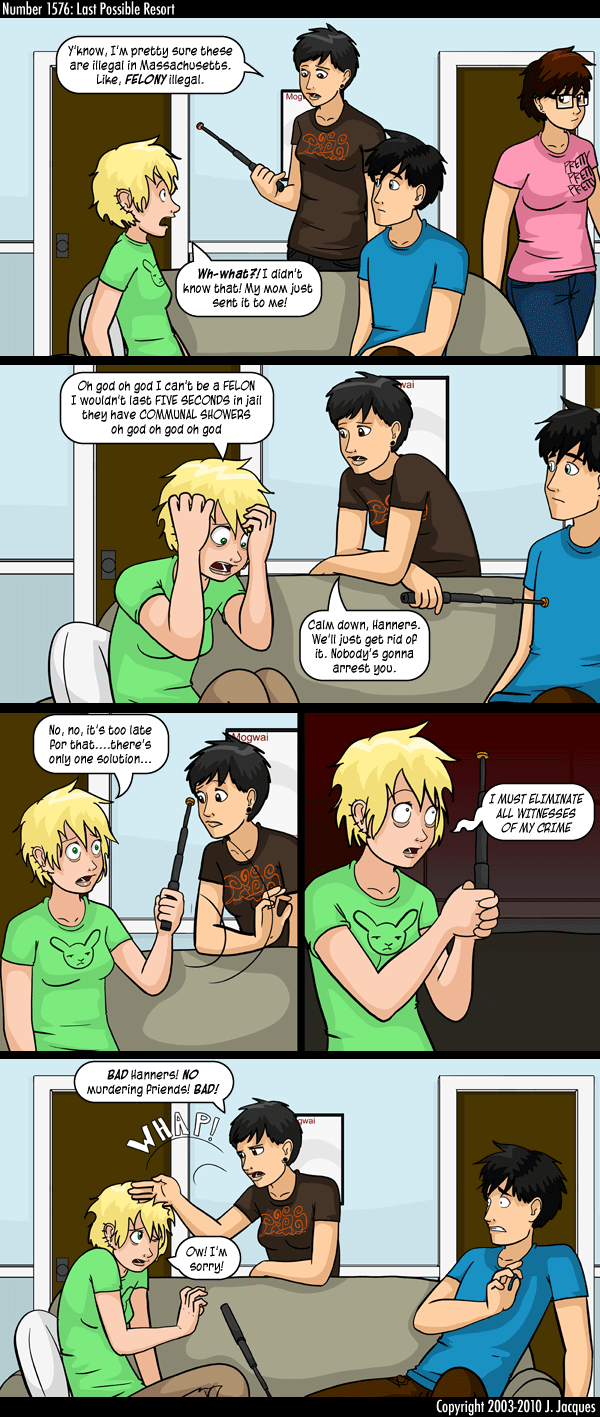 Number 1576: Last Possible Resort
Y'know, I'm pretty sure these
are illegal in Massachusetts.
Like, FELONY illegal.
Mog
PRETTY
PRETTY
PRETTY
Wh-what?! I didn't
know that! My mom just
sent it to me!
Oh god oh god I can't be a FELON
I wouldn't last FIVE SECONDS in jail
they have COMMUNAL SHOWERS
oh god oh god oh god
wai
Calm down, Hanners.
We'll just get rid of
it. Nobody's gonna
arrest you.
No, no, it's too late
for that....there's
only one solution...
Mogwai
I MUST ELIMINATE
ALL WITNESSES
OF MY CRIME
BAD Hanners! NO
murdering friends! BAD!
WHAP!
gwai
Ow! I'm
sorry!
Copyright 2003-2010 J. Jacques